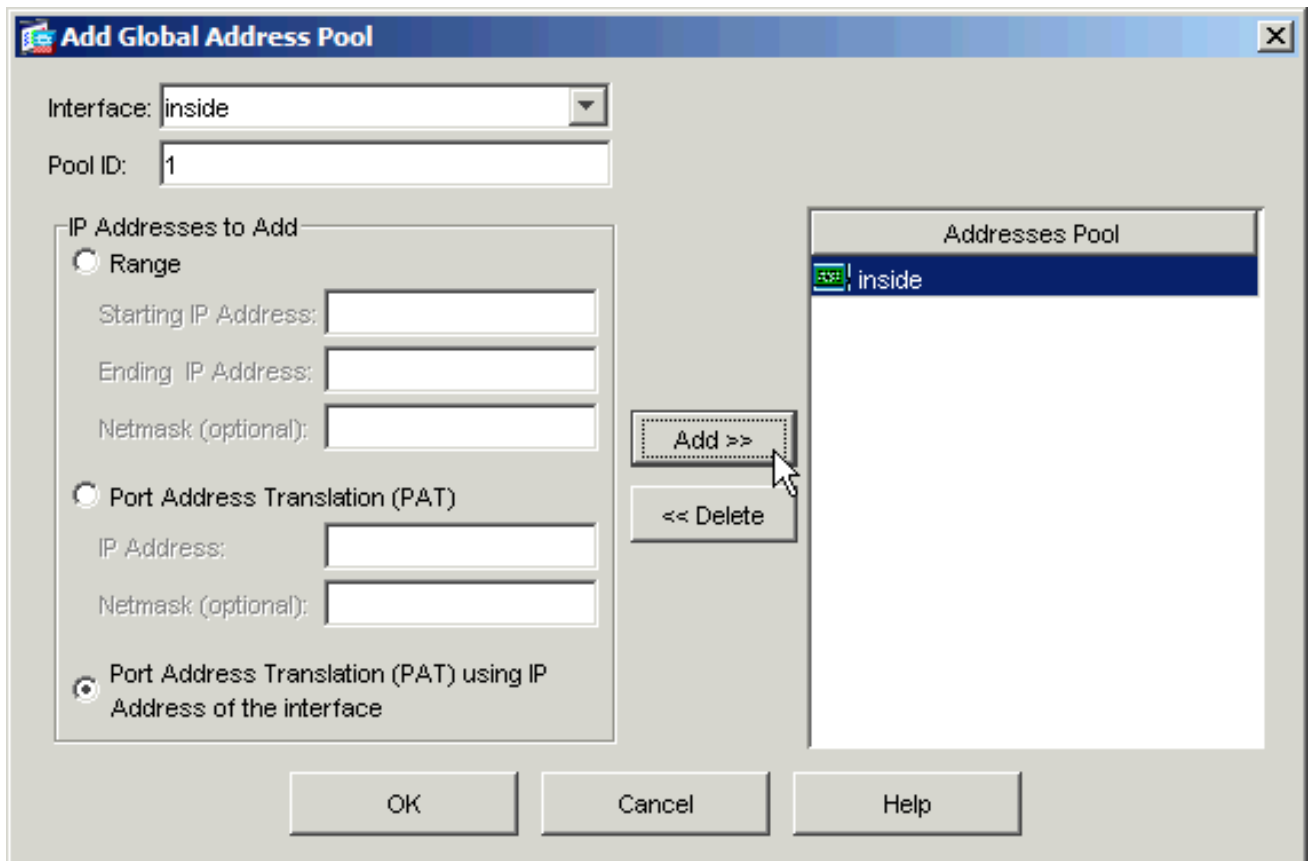 Add Global Address Pool
Interface: inside
Pool ID: 1
IP Addresses to Add
Range
Starting IP Address:
Ending IP Address:
Netmask (optional):
Port Address Translation (PAT)
IP Address:
Netmask (optional):
Port Address Translation (PAT) using IP
Address of the interface
Add >>
<< Delete
Addresses Pool
inside
OK
Cancel
Help